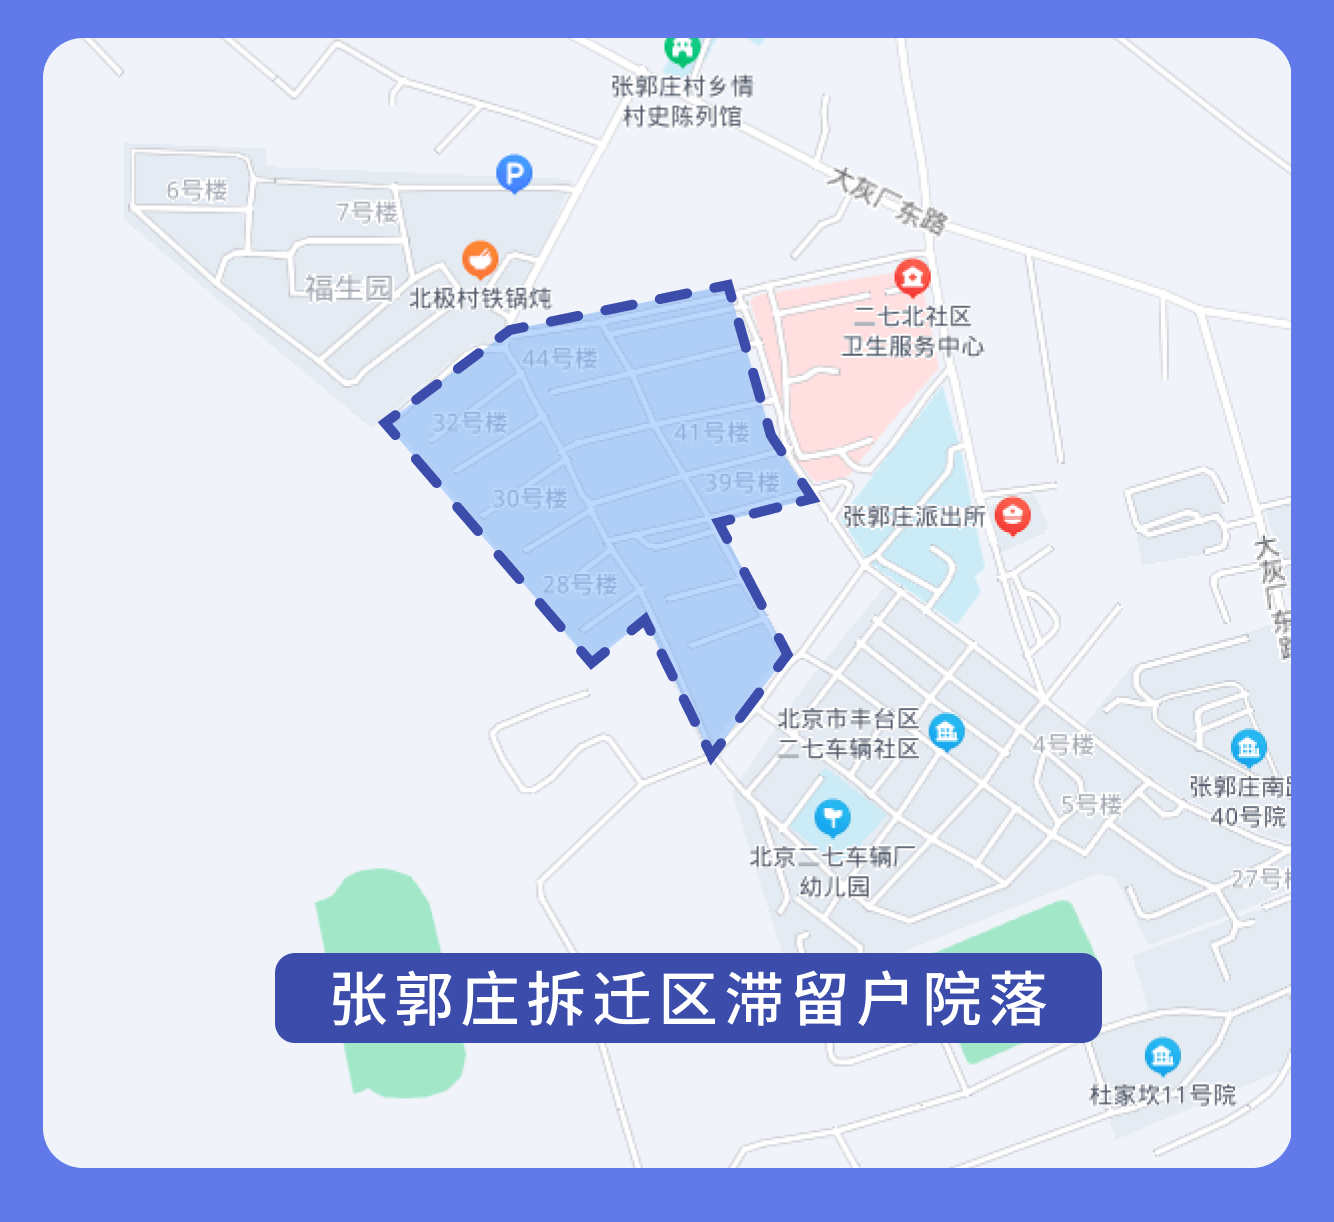 张郭庄村乡情
村史陈列馆
大灰厂东路
6号楼
7号楼
P
福生园
北极村铁锅炖
二七北社区
卫生服务中心
44号楼
32号楼
41号楼
39号楼
30号楼
张郭庄派出所
28号楼
大灰厂东路
北京市丰台区
二七车辆社区
4号楼
5号楼
张郭庄南路
40号院
北京二七车辆厂
幼儿园
27号楼
张郭庄拆迁区滞留户院落
杜家坎11号院